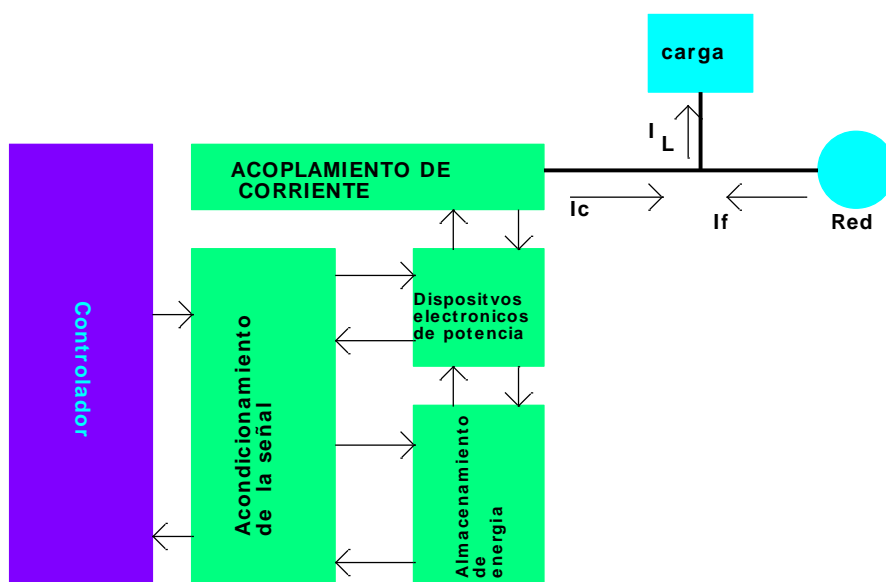 carga
I L
ACOPLAMIENTO DE
CORRIENTE
Ic
If
Red
Controlador
Acondicionamiento
de la señal
Dispositvos
electronicos
de potencia
Almacenamiento
de
energia